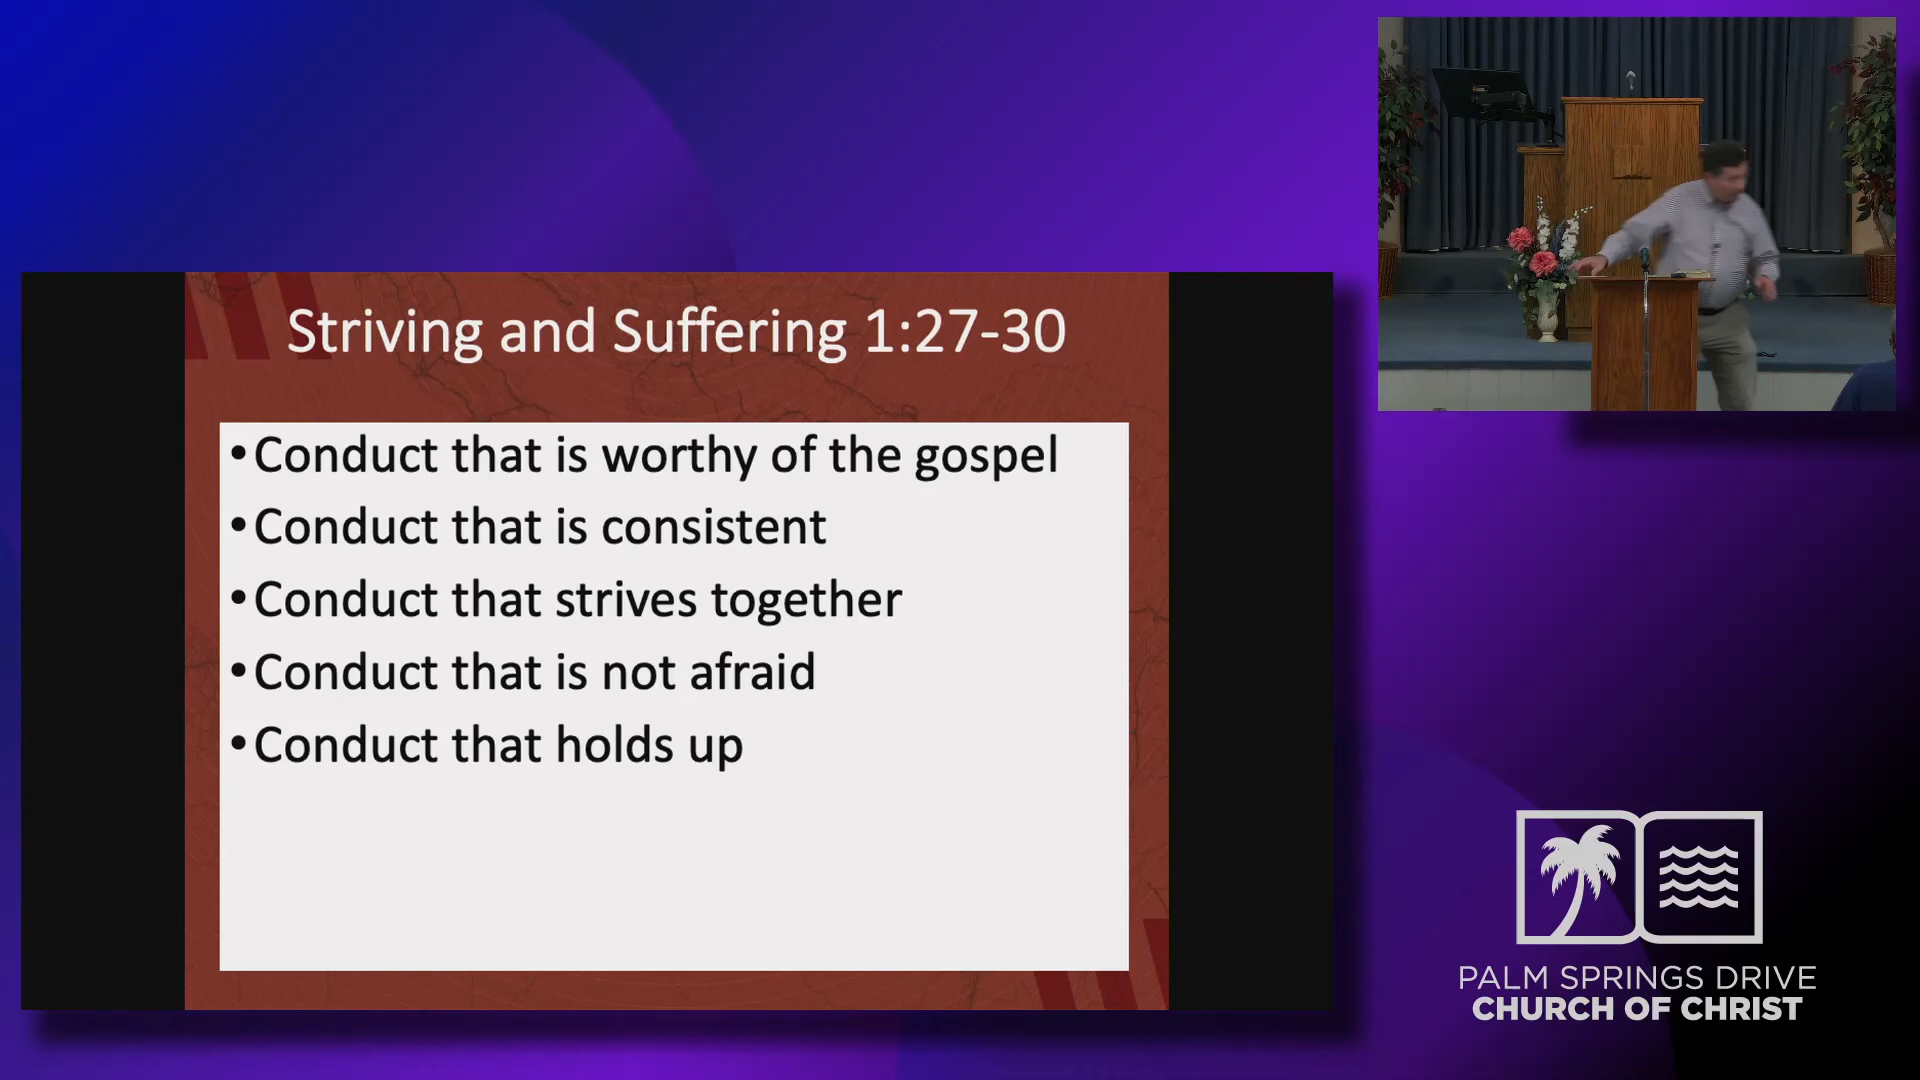 Striving and Suffering 1:27-30
•Conduct that is worthy of the gospel
•Conduct that is consistent
•Conduct that strives together
•Conduct that is not afraid
•Conduct that holds up
PALM SPRINGS DRIVE
CHURCH OF CHRIST